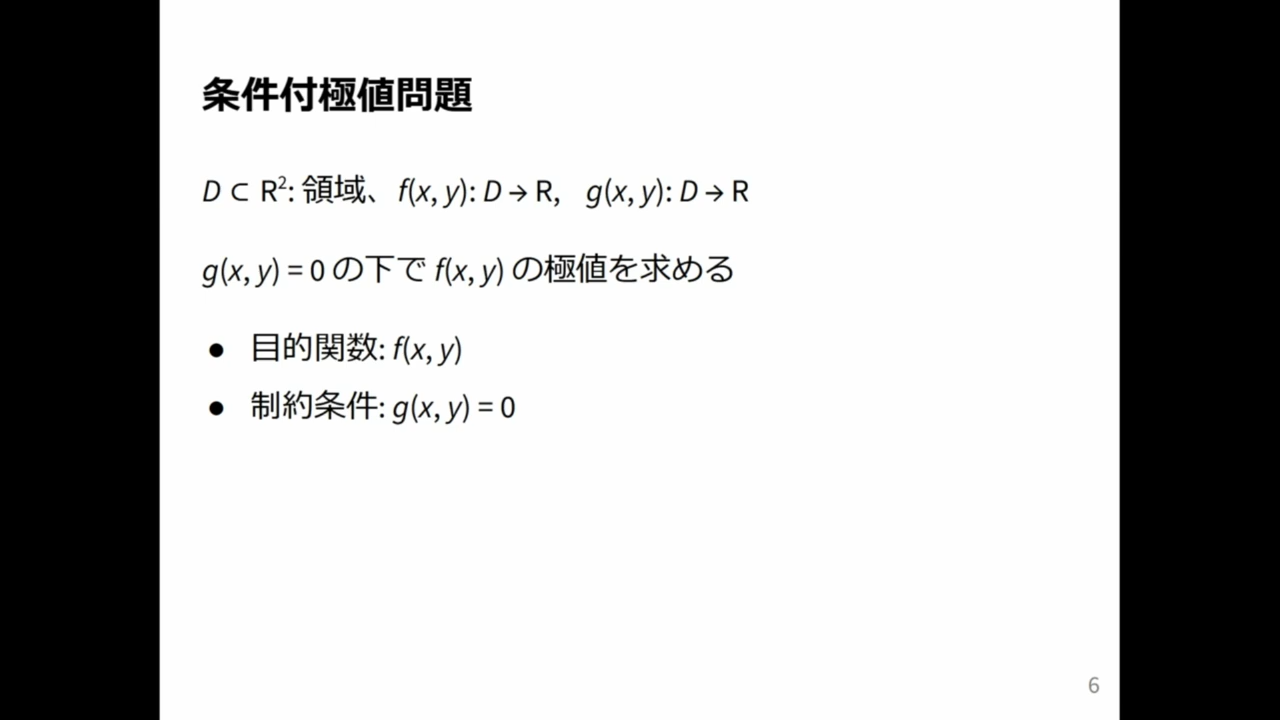 条件付極値問題
D ⊂ R²: 領域、f(x, y): D → R, g(x, y): D → R
g(x, y) = 0 の下で f(x, y) の極値を求める
● 目的関数: f(x, y)
● 制約条件: g(x, y) = 0
6